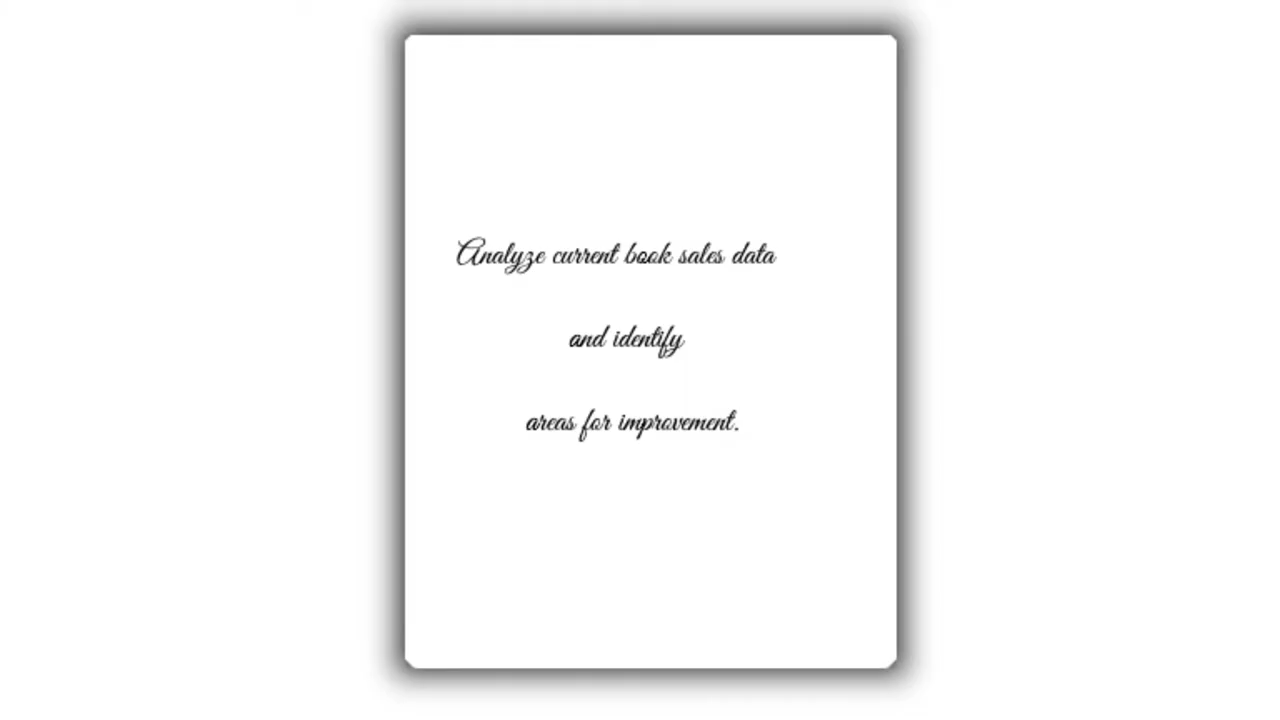 Analyze current book sales data
and identify
areas for improvement.